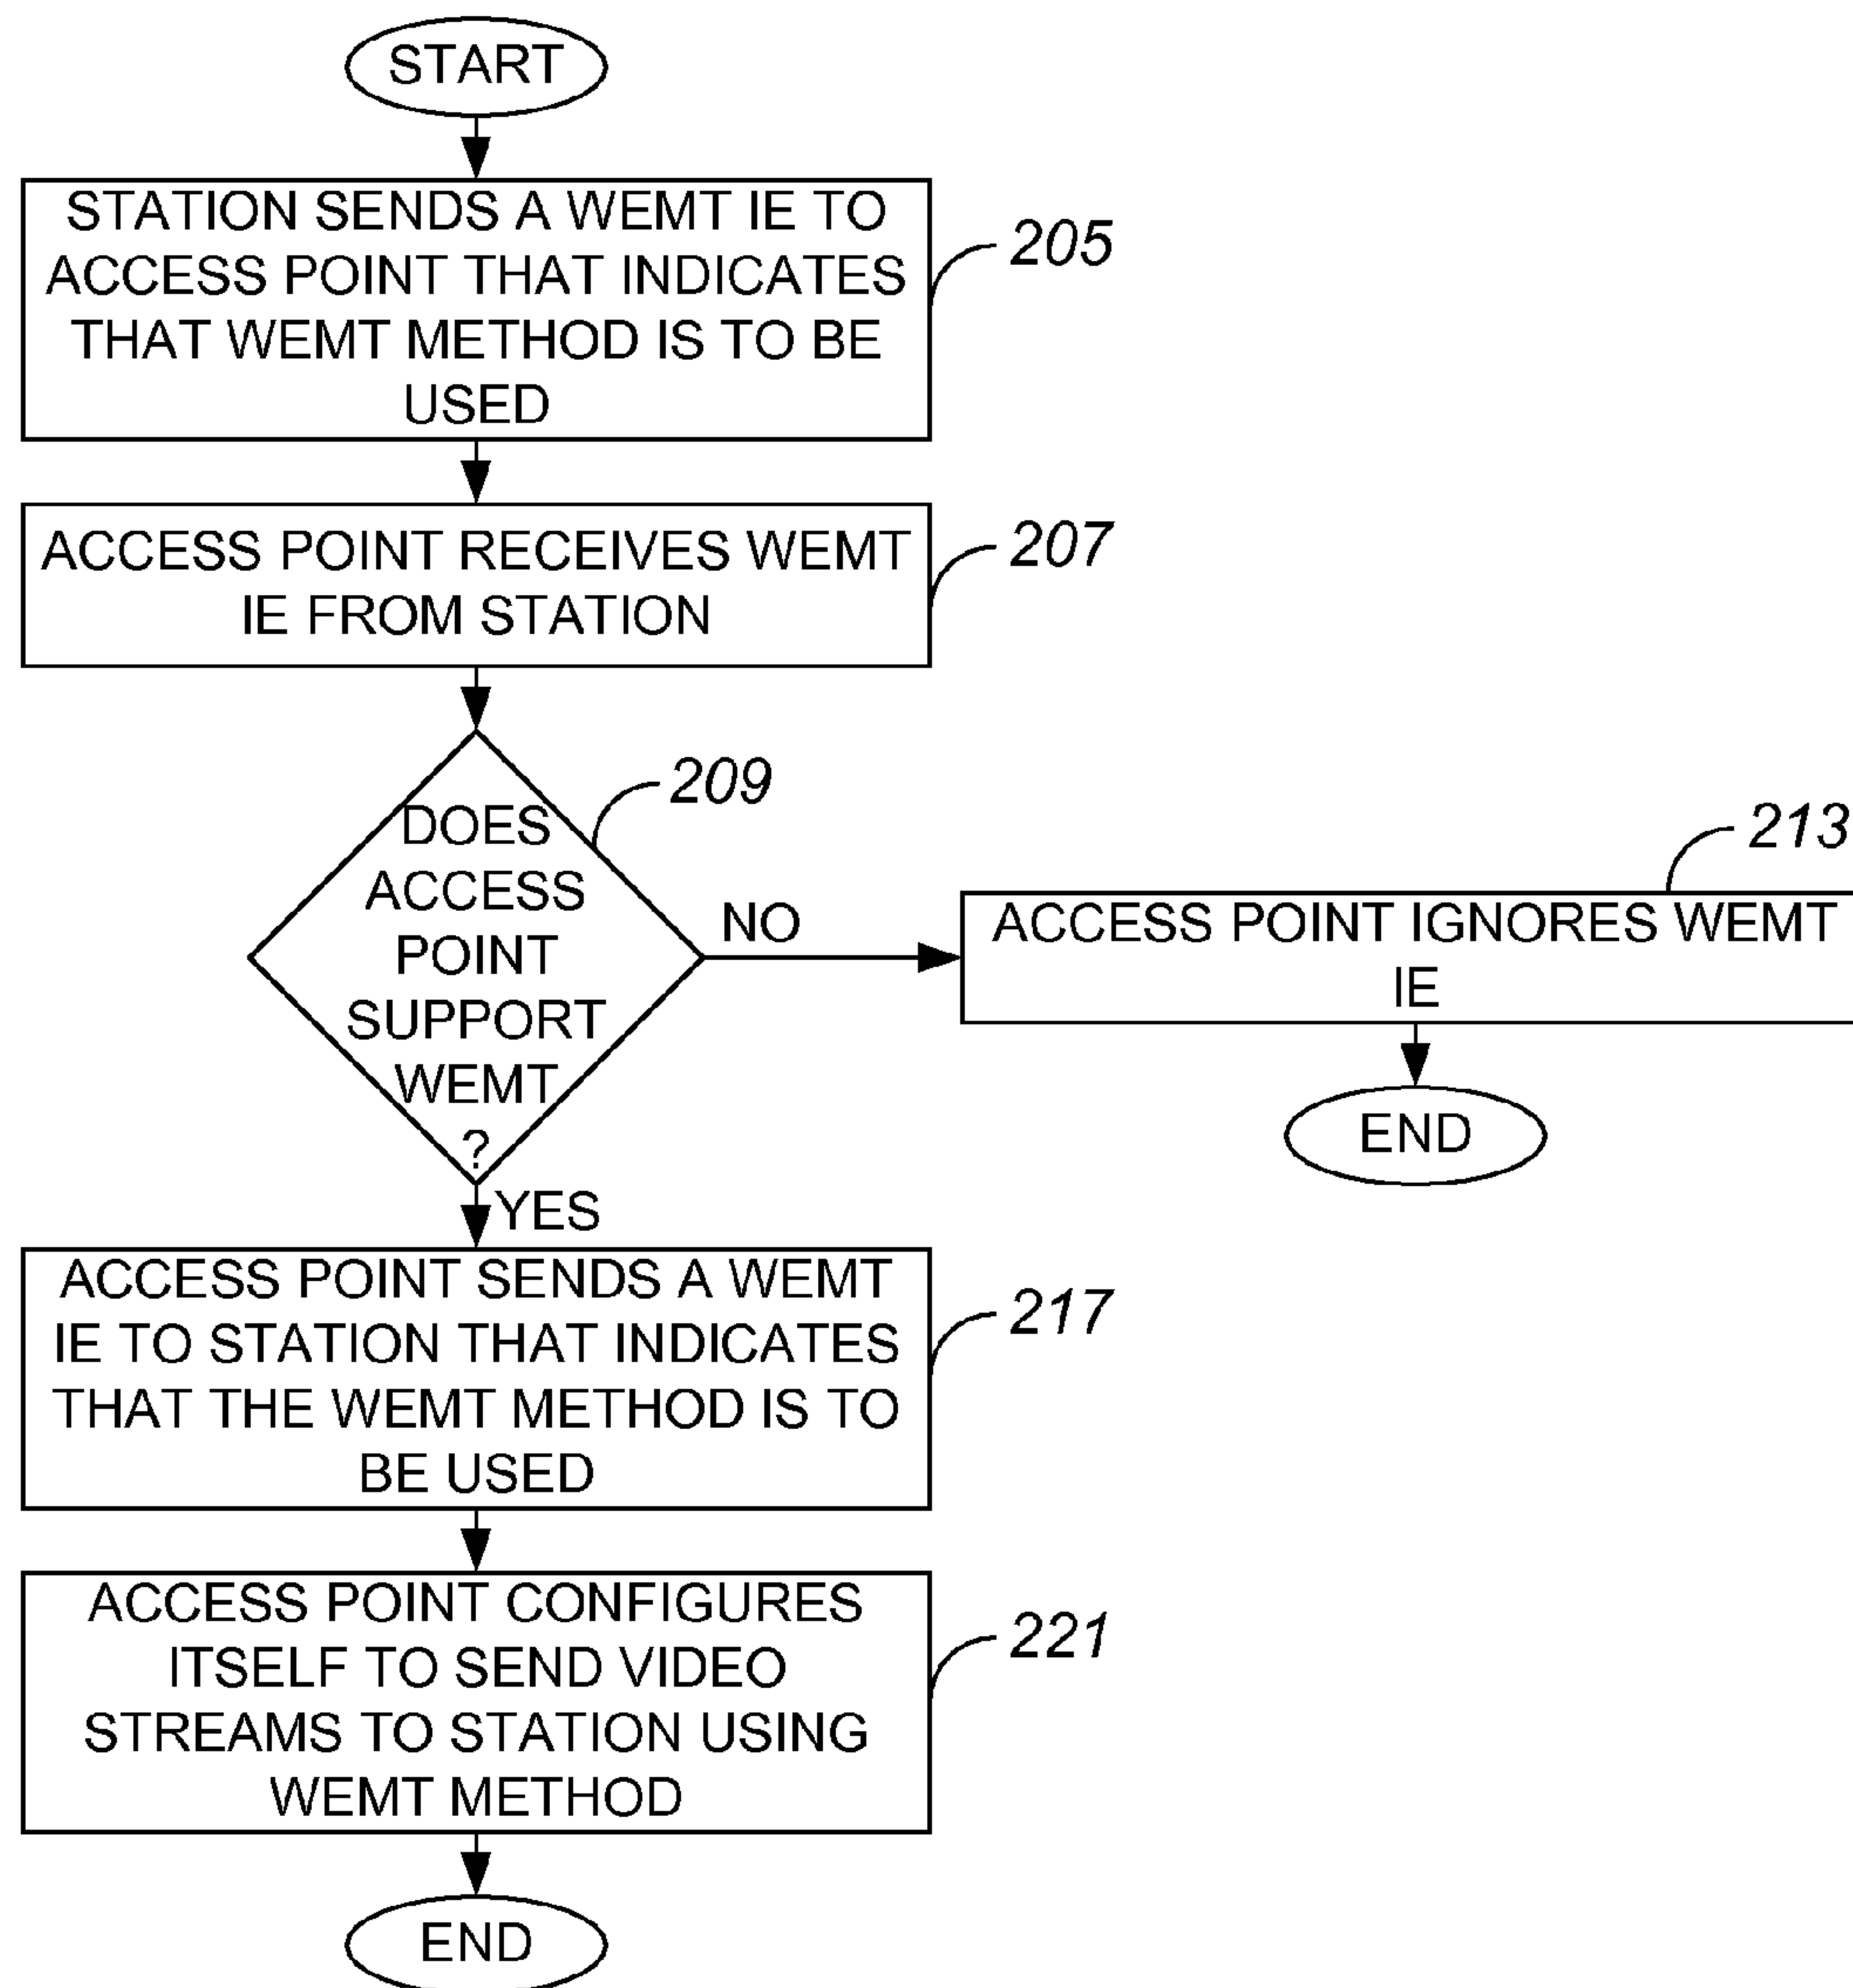 START
STATION SENDS A WEMT IE TO
ACCESS POINT THAT INDICATES
THAT WEMT METHOD IS TO BE
USED
205
ACCESS POINT RECEIVES WEMT
IE FROM STATION
207
DOES
ACCESS
POINT
SUPPORT
WEMT
?
209
NO
213
ACCESS POINT IGNORES WEMT
IE
END
YES
ACCESS POINT SENDS A WEMT
IE TO STATION THAT INDICATES
THAT THE WEMT METHOD IS TO
BE USED
217
ACCESS POINT CONFIGURES
ITSELF TO SEND VIDEO
STREAMS TO STATION USING
WEMT METHOD
221
END